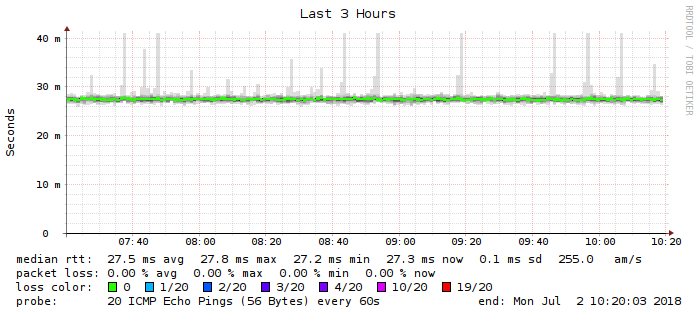 Last 3 Hours
RRDTOOL / TOBI OETIKER
Seconds
40 m
30 m
20 m
10 m
0
07:40 08:00 08:20 08:40 09:00 09:20 09:40 10:00 10:20
median rtt: 27.5 ms avg 27.8 ms max 27.2 ms min 27.3 ms now 0.1 ms sd 255.0 am/s
packet loss: 0.00 % avg 0.00 % max 0.00 % min 0.00 % now
loss color: 0 1/20 2/20 3/20 4/20 10/20 19/20
probe: 20 ICMP Echo Pings (56 Bytes) every 60s end: Mon Jul 2 10:20:03 2018